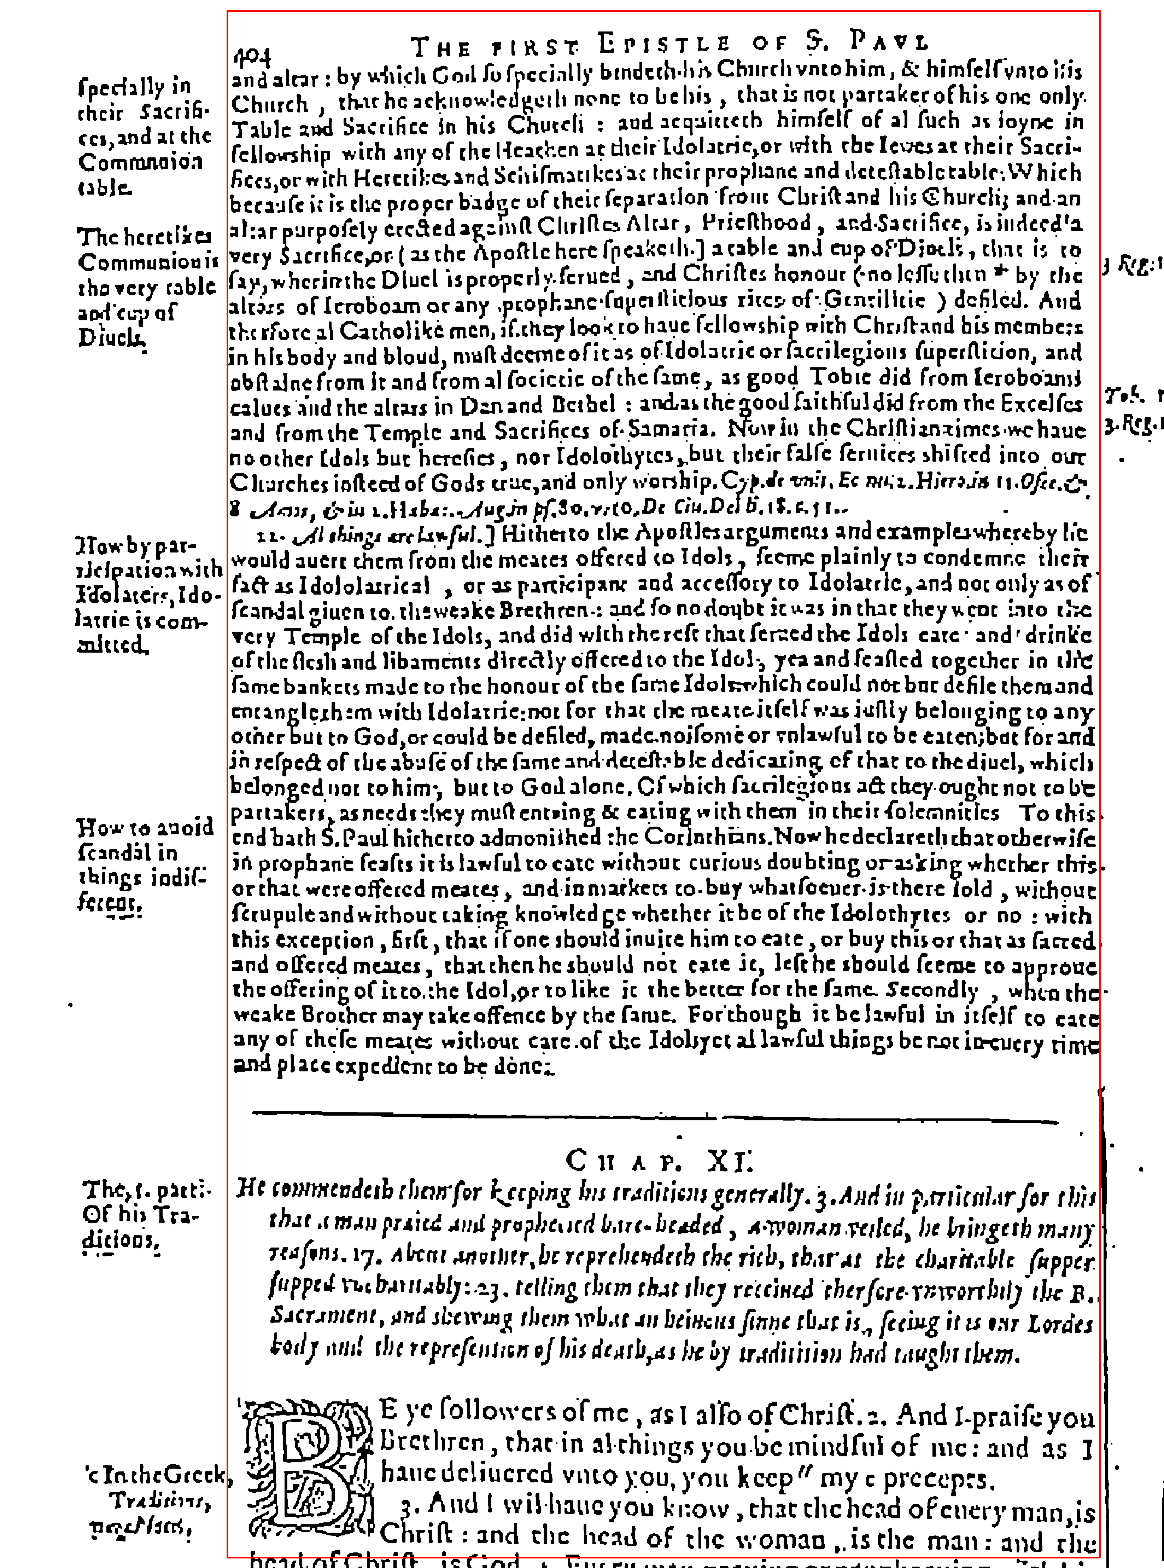 404
THE FIRST EPISTLE OF S. PAVL
and altar: by which God so specially bindeth his Church vnto him, & himself vnto his
Church, that he acknowledgeth none to be his, that is not partaker of his one only
Table and Sacrifice in his Church: and acquitteth himself of al such as ioyne in
fellowship with any of the Heathen at their Idolatrie, or with the Iewes at their Sacri-
fices, or with Heretikes and Schismatikes at their prophane and detestable table: Which
because it is the proper badge of their separation from Christ and his Church; and an
altar purposely erected against Christes Altar, Priesthood, and Sacrifice, is indeed a
very Sacrifice, or (as the Apostle here speaketh.] a table and cup of Diuels, that is to
say, wherin the Diuel is properly serued, and Christes honour (no lesse then * by the
altars of Ieroboam or any prophane superstitious rites of Gentilitie) defiled. And
therfore al Catholike men, if they look to haue fellowship with Christ and his members
in his body and bloud, must deeme of it as of Idolatrie or sacrilegious superstition, and
abstaine from it and from al societie of the same, as good Tobie did from Ieroboams
calues and the altars in Dan and Bethel: and as the good faithful did from the Excelses
and from the Temple and Sacrifices of Samaria. Now in the Christian times we haue
no other Idols but heresies, nor Idolothytes, but their false seruices shifted into our
Churches insteed of Gods true, and only worship. Cyp. de vnit. Ec nu. 2. Hiero. in 11. Osee. &
8 Amos, & in 2. Habac. Aug. in ps. 80. v. 10. De Ciu. Dei li. 18. c. 51.
22. Al things are lawful.] Hitherto the Apostles arguments and examples whereby he
would auert them from the meates offered to Idols, seeme plainly to condemne their
fact as Idololatrical, or as participant and accessory to Idolatrie, and not only as of
scandal giuen to the weake Brethren: and so no doubt it was in that they went into the
very Temple of the Idols, and did with the rest that serued the Idols eate and drinke
of the flesh and libaments directly offered to the Idol, yea and feasted together in the
same bankets made to the honour of the same Idols: which could not but defile them and
entangle them with Idolatrie: not for that the meate itself was iustly belonging to any
other but to God, or could be defiled, made noisome or vnlawful to be eaten; but for and
in respect of the abuse of the same and detestable dedicating of that to the diuel, which
belonged not to him, but to God alone. Of which sacrilegious act they ought not to be
partakers, as needs they must entring & eating with them in their solemnities To this
end hath S. Paul hitherto admonished the Corinthians. Now he declareth that otherwise
in prophane feasts it is lawful to eate without curious doubting or asking whether this
or that were offered meates, and in markets to buy whatsoeuer is there sold, without
scrupule and without taking knowledge whether it be of the Idolothytes or no: with
this exception, first, that if one should inuite him to eate, or buy this or that as sacred
and offered meates, that then he should not eate it, lest he should seeme to approue
the offering of it to the Idol, or to like it the better for the same. Secondly, when the
weake Brother may take offence by the same. For though it be lawful in itself to eate
any of these meates without care of the Idol: yet al lawful things be not in euery time
and place expedient to be done.
specially in
their Sacrifi-
ces, and at the
Communion
table.
The heretikes
Communion is
the very table
and cup of
Diuels.
How by par-
ticipation with
Idolaters, Ido-
latrie is com-
mitted.
How to auoid
scandal in
things indif-
ferent.
3 Reg.
Tob.
3. Reg.
CHAP. XI.
He commendeth them for keeping his traditions generally. 3. And in particular for this
that a man praied and prophecied bare-headed, a woman veiled, he bringeth many
reasons. 17. About another, he reprehendeth the rich, that at the charitable supper
supped vncharitably: 23. telling them that they receiued therfore vnworthily the B.
Sacrament, and shewing them what an heinous sinne that is, seeing it is our Lordes
body and the representation of his death, as he by tradition had taught them.
The, 1. parti.
Of his Tra-
ditions.
BE ye followers of me, as I also of Christ. 2. And I praise you
Brethren, that in al things you be mindful of me: and as I
haue deliuered vnto you, you keep" my c precepts.
3. And I wil haue you know, that the head of euery man, is
Christ: and the head of the woman, is the man: and the
head of Christ, is God.
'c In the Greek,
Traditions,